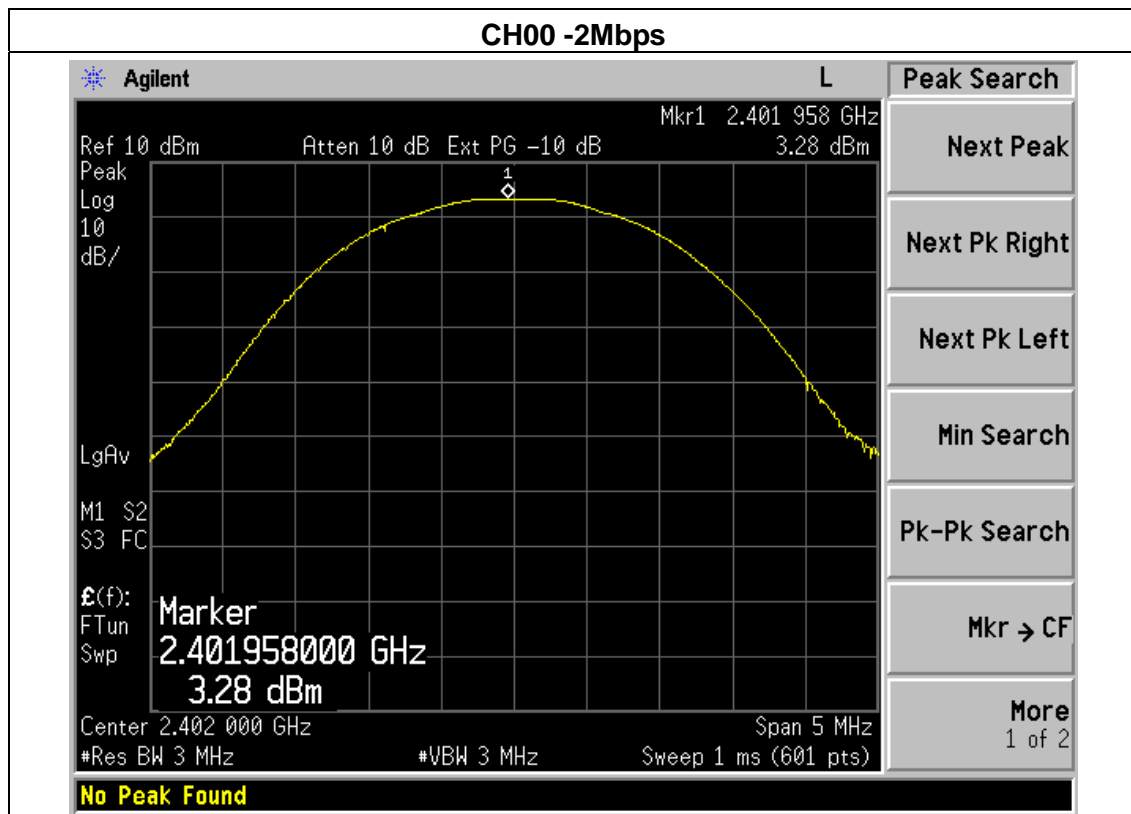 CH00 -2Mbps
Agilent L Peak Search
Mkr1 2.401 958 GHz
Ref 10 dBm Atten 10 dB Ext PG -10 dB 3.28 dBm
Peak
Log
10
dB/
1
LgAv
M1 S2
S3 FC
£(f):
FTun
Swp
Marker
2.401958000 GHz
3.28 dBm
Center 2.402 000 GHz Span 5 MHz
#Res BW 3 MHz #VBW 3 MHz Sweep 1 ms (601 pts)
No Peak Found
Next Peak
Next Pk Right
Next Pk Left
Min Search
Pk-Pk Search
Mkr → CF
More
1 of 2